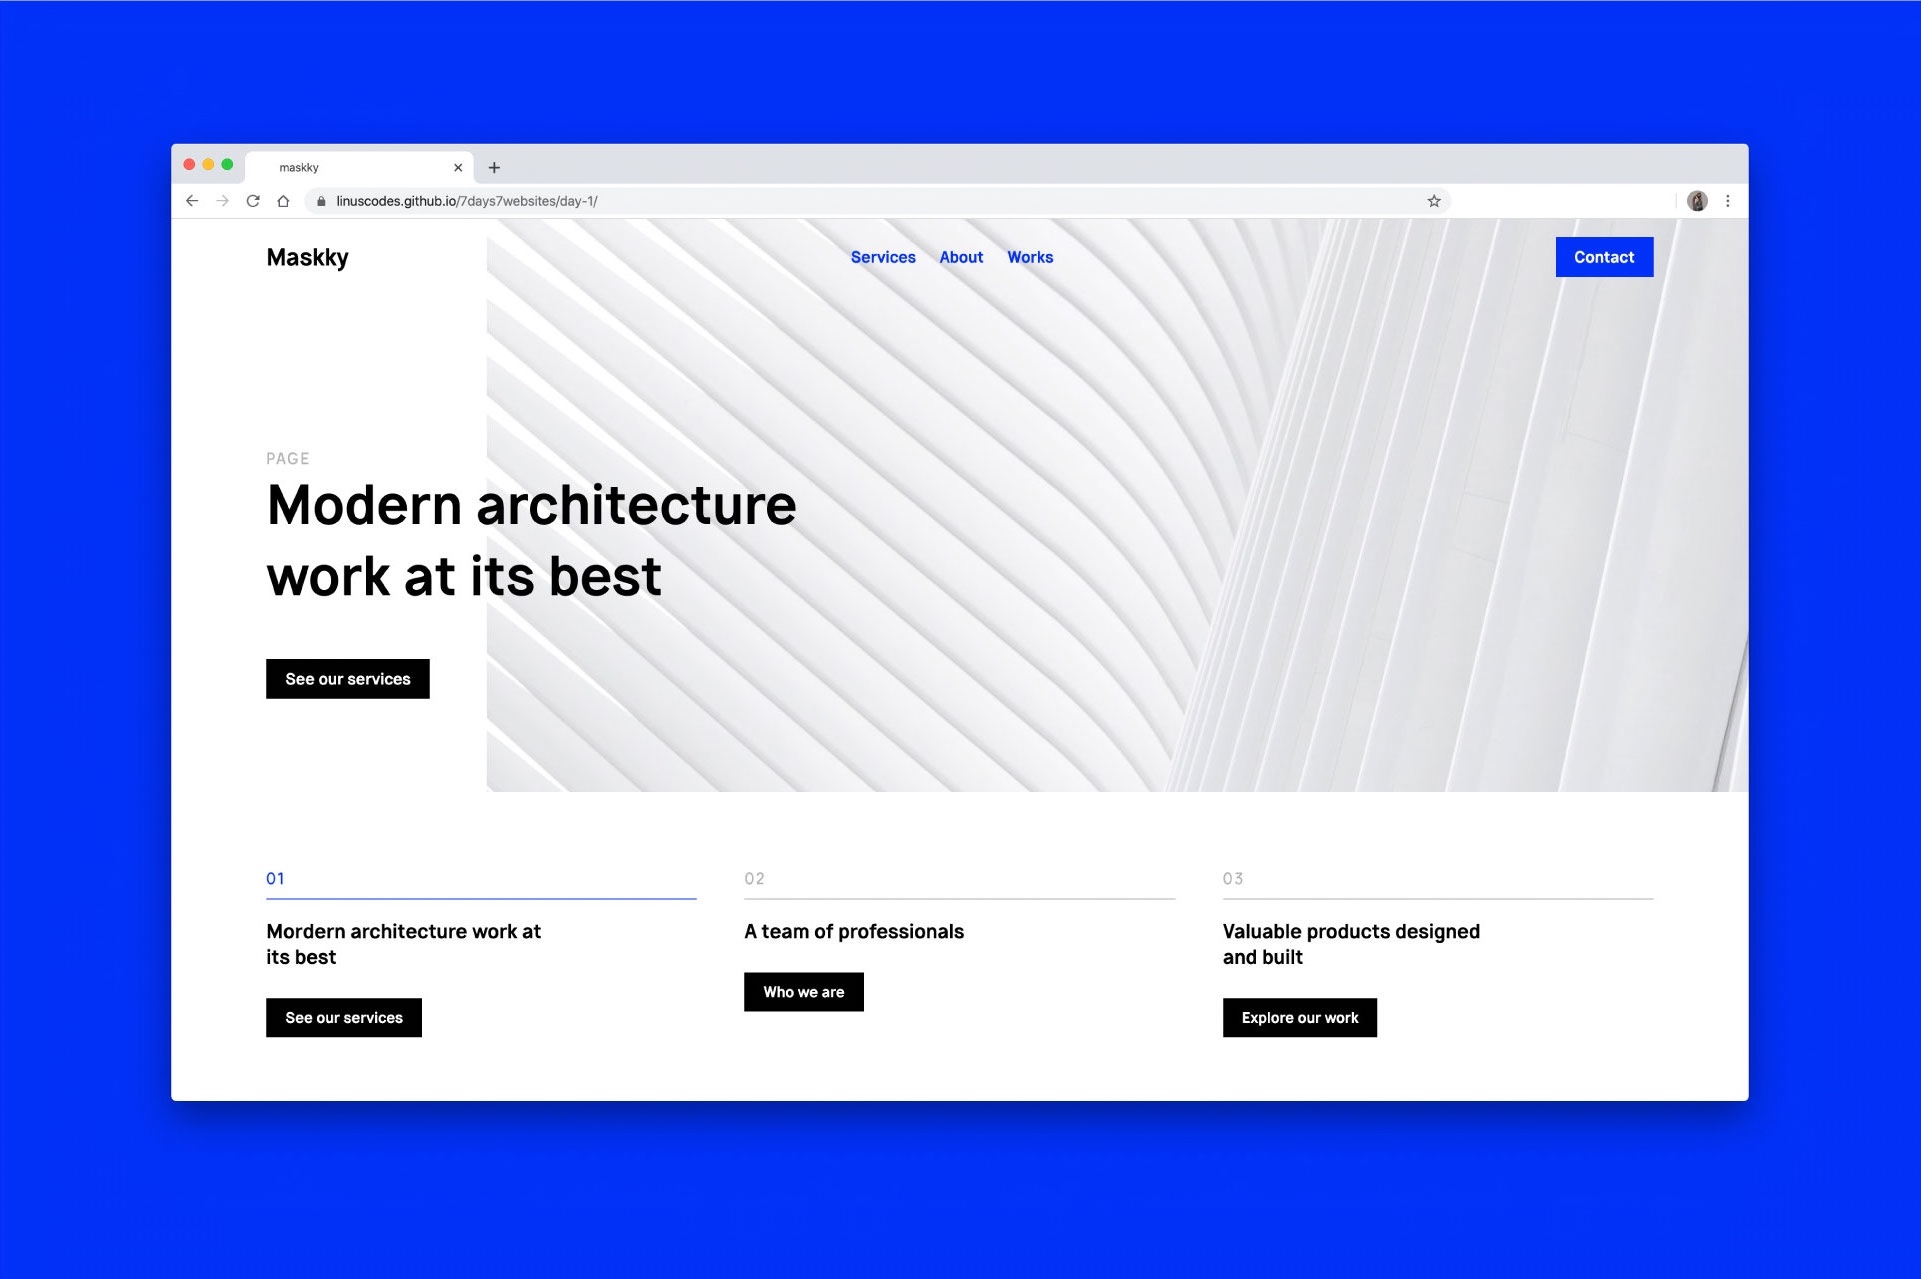 maskky
linuscodes.github.io/7days7websites/day-1/
Maskky
Services About Works
Contact
PAGE
Modern architecture
work at its best
See our services
01
Mordern architecture work at
its best
See our services
02
A team of professionals
Who we are
03
Valuable products designed
and built
Explore our work